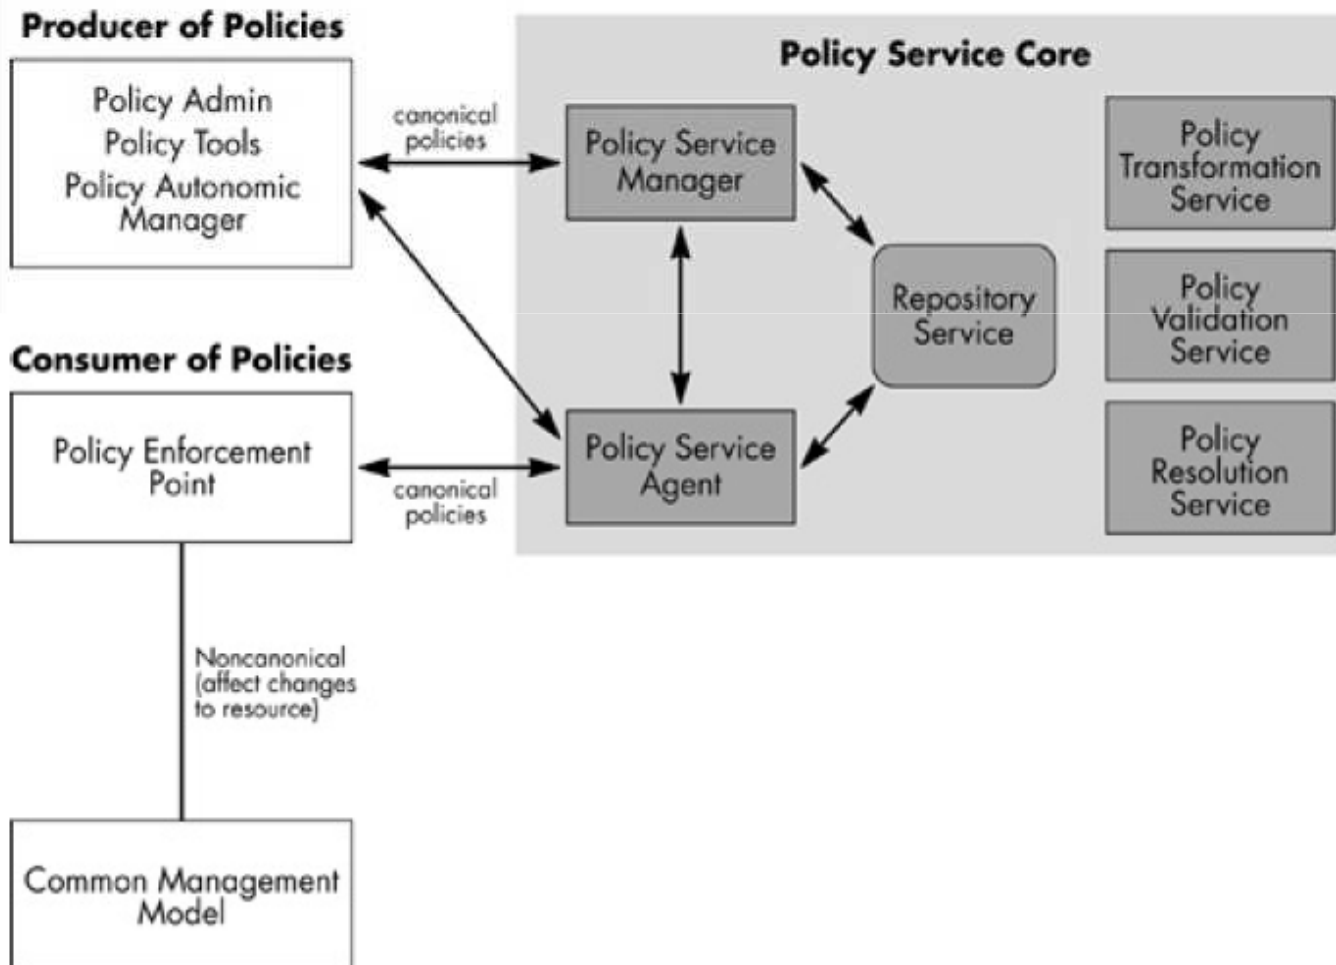 Producer of Policies
Policy Admin
Policy Tools
Policy Autonomic
Manager
canonical
policies
Policy Service Core
Policy Service
Manager
Repository
Service
Policy
Transformation
Service
Policy
Validation
Service
Policy
Resolution
Service
Consumer of Policies
Policy Enforcement
Point
canonical
policies
Policy Service
Agent
Noncanonical
(affect changes
to resource)
Common Management
Model